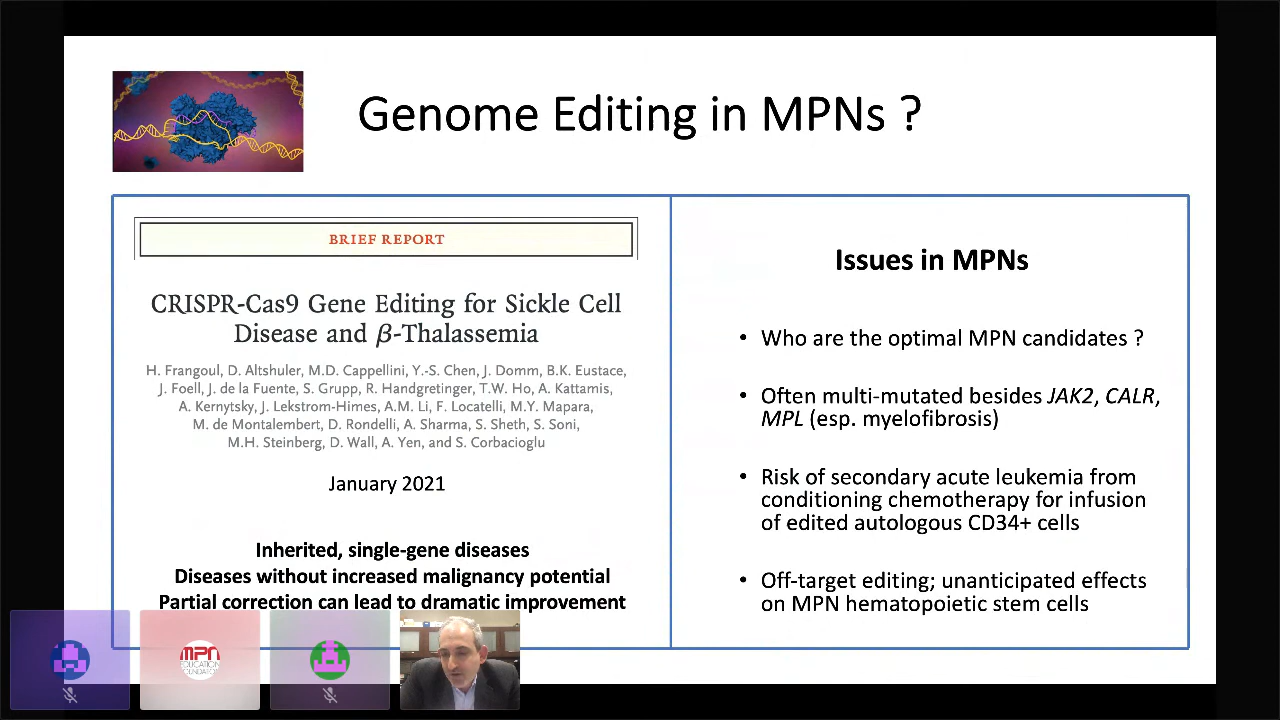 Genome Editing in MPNs ?
BRIEF REPORT
CRISPR-Cas9 Gene Editing for Sickle Cell
Disease and β-Thalassemia
H. Frangoul, D. Altshuler, M.D. Cappellini, Y.-S. Chen, J. Domm, B.K. Eustace,
J. Foell, J. de la Fuente, S. Grupp, R. Handgretinger, T.W. Ho, A. Kattamis,
A. Kernytsky, J. Lekstrom-Himes, A.M. Li, F. Locatelli, M.Y. Mapara,
M. de Montalembert, D. Rondelli, A. Sharma, S. Sheth, S. Soni,
M.H. Steinberg, D. Wall, A. Yen, and S. Corbacioglu
January 2021
Inherited, single-gene diseases
Diseases without increased malignancy potential
Partial correction can lead to dramatic improvement
Issues in MPNs
• Who are the optimal MPN candidates ?
• Often multi-mutated besides JAK2, CALR,
MPL (esp. myelofibrosis)
• Risk of secondary acute leukemia from
conditioning chemotherapy for infusion
of edited autologous CD34+ cells
• Off-target editing; unanticipated effects
on MPN hematopoietic stem cells
MPN
EDUCATION
FOUNDATION